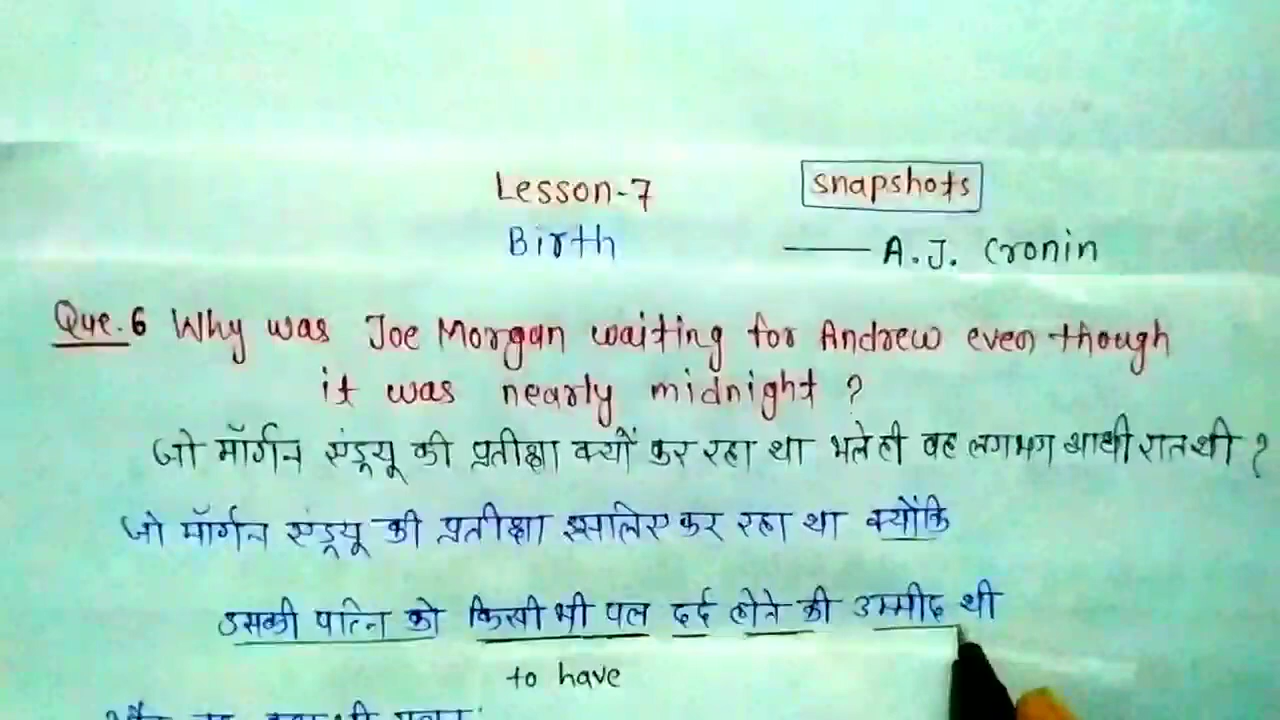 Lesson-7
snapshots
Birth
—— A.J. Cronin
Que.6 Why was Joe Morgan waiting for Andrew even though
it was nearly midnight ?
जो मॉर्गन एंड्र्यू की प्रतीक्षा क्यों कर रहा था भले ही वह लगभग आधी रात थी ?
जो मॉर्गन एंड्र्यू की प्रतीक्षा इसलिए कर रहा था क्योंकि
उसकी पत्नि को किसी भी पल दर्द होने की उम्मीद थी
to have